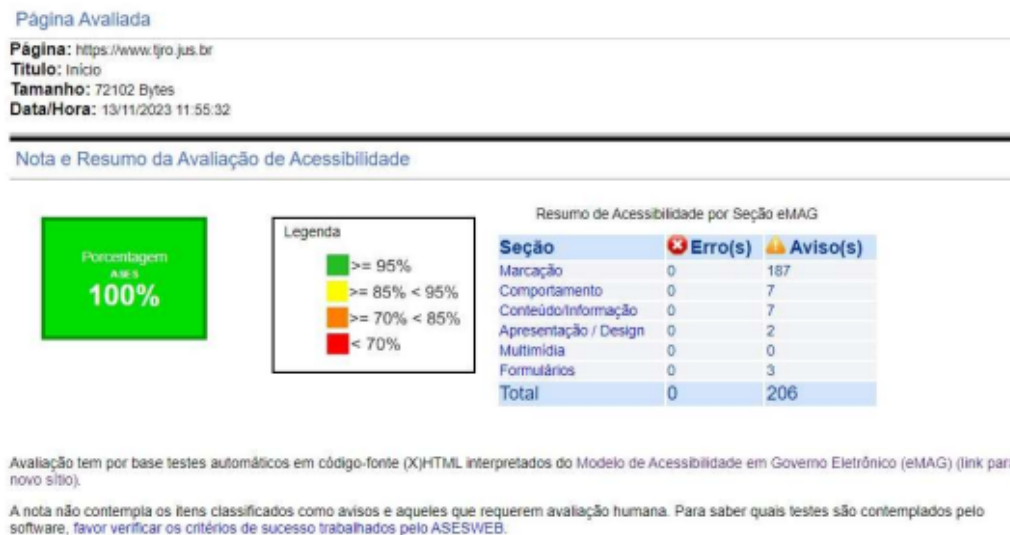 Página Avaliada
Página: https://www.tjro.jus.br
Título: Início
Tamanho: 72102 Bytes
Data/Hora: 13/11/2023 11:55:32
Nota e Resumo da Avaliação de Acessibilidade
Porcentagem
ASES
100%
Legenda
>= 95%
>= 85% < 95%
>= 70% < 85%
< 70%
Resumo de Acessibilidade por Seção eMAG
Seção Erro(s) Aviso(s)
Marcação 0 187
Comportamento 0 7
Conteúdo/Informação 0 7
Apresentação / Design 0 2
Multimídia 0 0
Formulários 0 3
Total 0 206
Avaliação tem por base testes automáticos em código-fonte (X)HTML interpretados do Modelo de Acessibilidade em Governo Eletrônico (eMAG) (link para
novo sítio).
A nota não contempla os itens classificados como avisos e aqueles que requerem avaliação humana. Para saber quais testes são contemplados pelo
software, favor verificar os critérios de sucesso trabalhados pelo ASESWEB.